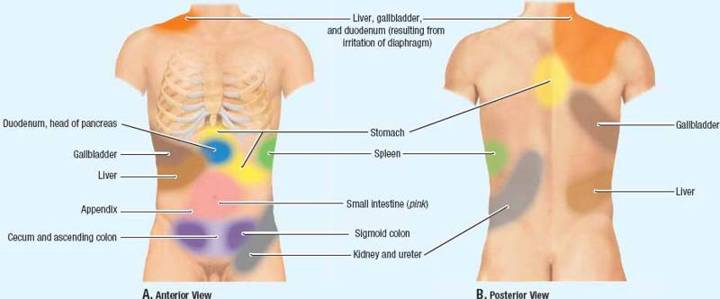 Liver, gallbladder,
and duodenum (resulting from
irritation of diaphragm)
Duodenum, head of pancreas
Stomach
Gallbladder
Gallbladder
Spleen
Liver
Liver
Small intestine (pink)
Appendix
Cecum and ascending colon
Sigmoid colon
Kidney and ureter
A. Anterior View
B. Posterior View